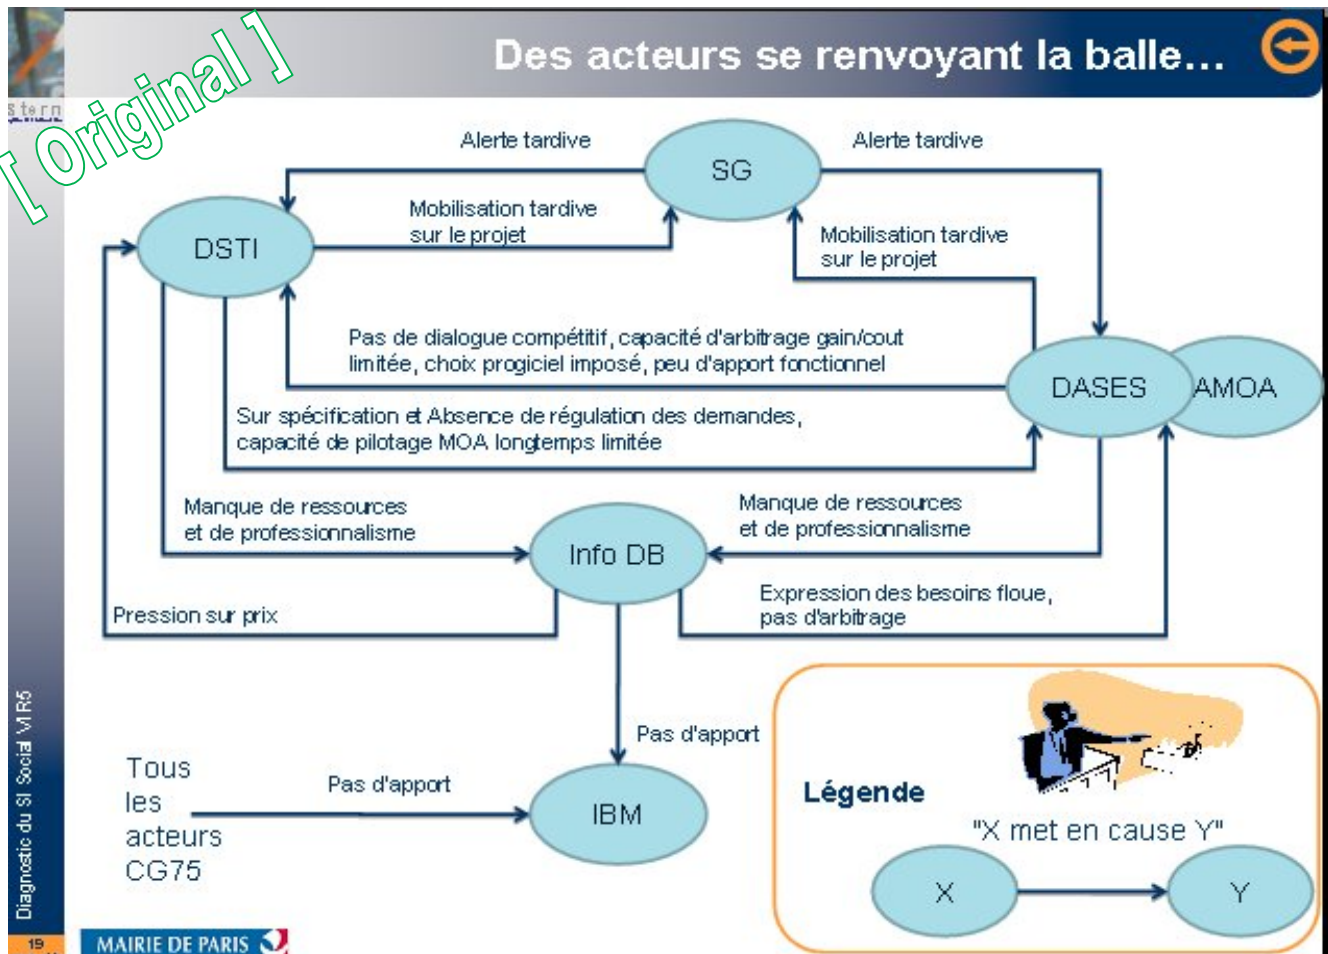 Des acteurs se renvoyant la balle...
[ Original ]
stern
Alerte tardive
SG
Alerte tardive
Mobilisation tardive
sur le projet
DSTI
Mobilisation tardive
sur le projet
Pas de dialogue compétitif, capacité d'arbitrage gain/cout
limitée, choix progiciel imposé, peu d'apport fonctionnel
DASES
AMOA
Sur spécification et Absence de régulation des demandes,
capacité de pilotage MOA longtemps limitée
Manque de ressources
et de professionnalisme
Manque de ressources
et de professionnalisme
Info DB
Pression sur prix
Expression des besoins floue,
pas d'arbitrage
Pas d'apport
Tous
les
acteurs
CG75
Pas d'apport
IBM
Légende
"X met en cause Y"
X
Y
Diagnostic du SI Social V1R5
19
MAIRIE DE PARIS